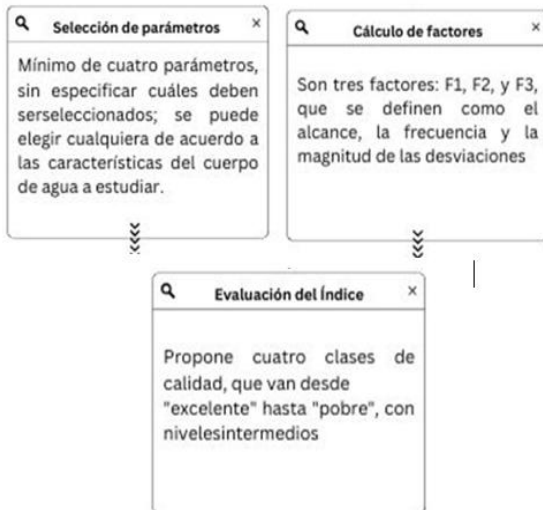 Selección de parámetros
Mínimo de cuatro parámetros,
sin especificar cuáles deben
serseleccionados; se puede
elegir cualquiera de acuerdo a
las características del cuerpo
de agua a estudiar.
Cálculo de factores
Son tres factores: F1, F2, y F3,
que se definen como el
alcance, la frecuencia y la
magnitud de las desviaciones
Evaluación del Índice
Propone cuatro clases de
calidad, que van desde
"excelente" hasta "pobre", con
nivelesintermedios